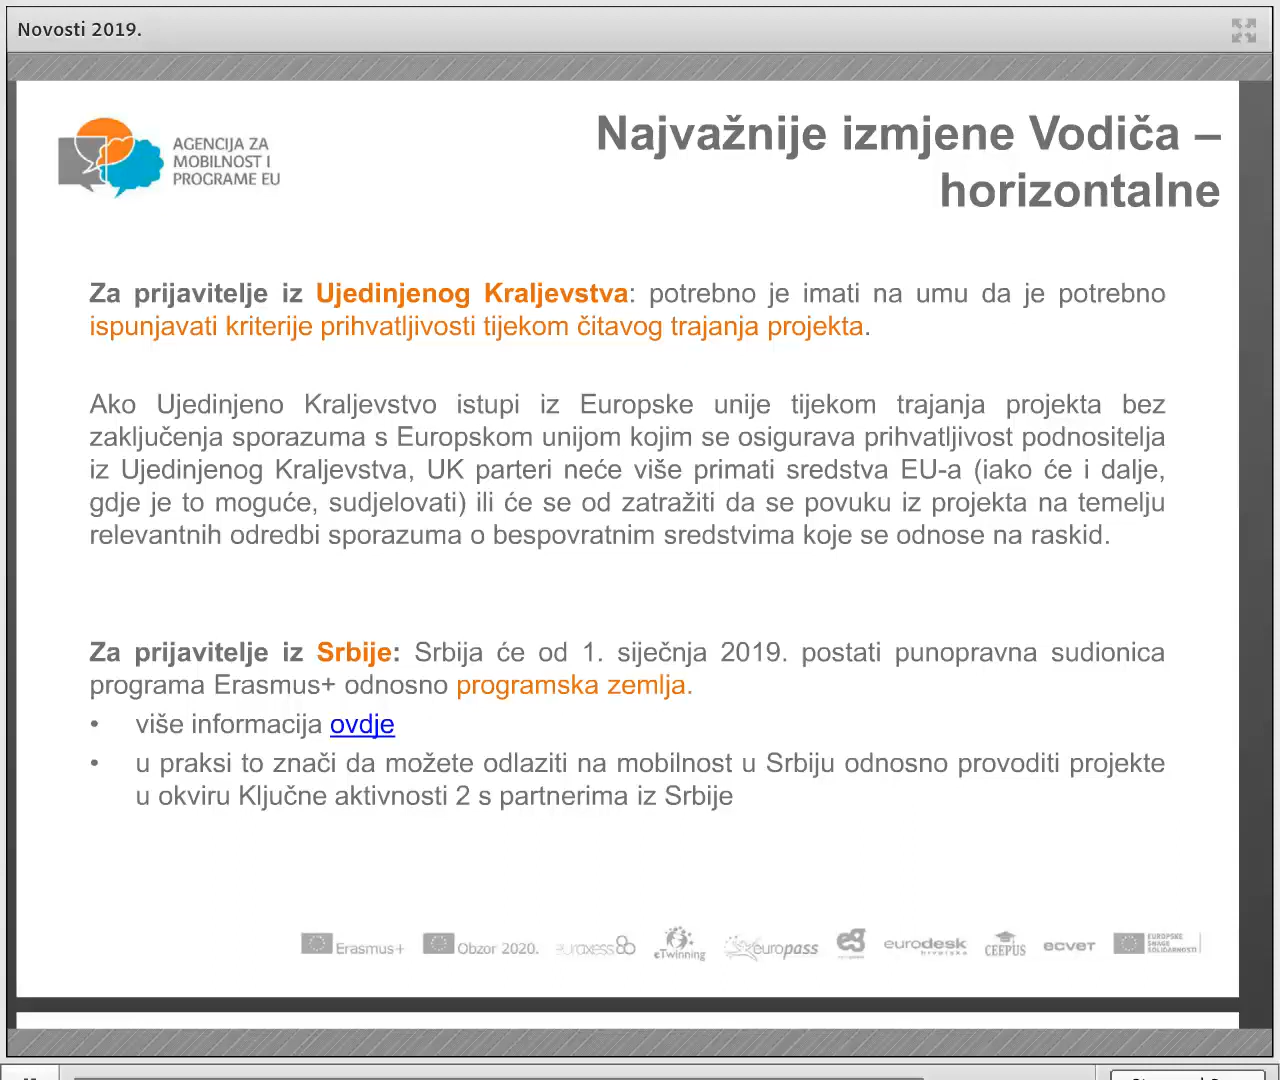 Novosti 2019.
AGENCIJA ZA
MOBILNOST I
PROGRAME EU
Najvažnije izmjene Vodiča –
horizontalne
Za prijavitelje iz Ujedinjenog Kraljevstva: potrebno je imati na umu da je potrebno
ispunjavati kriterije prihvatljivosti tijekom čitavog trajanja projekta.
Ako Ujedinjeno Kraljevstvo istupi iz Europske unije tijekom trajanja projekta bez
zaključenja sporazuma s Europskom unijom kojim se osigurava prihvatljivost podnositelja
iz Ujedinjenog Kraljevstva, UK parteri neće više primati sredstva EU-a (iako će i dalje,
gdje je to moguće, sudjelovati) ili će se od zatražiti da se povuku iz projekta na temelju
relevantnih odredbi sporazuma o bespovratnim sredstvima koje se odnose na raskid.
Za prijavitelje iz Srbije: Srbija će od 1. siječnja 2019. postati punopravna sudionica
programa Erasmus+ odnosno programska zemlja.
• više informacija ovdje
• u praksi to znači da možete odlaziti na mobilnost u Srbiju odnosno provoditi projekte
u okviru Ključne aktivnosti 2 s partnerima iz Srbije
Erasmus+ Obzor 2020. euraxess eTwinning europass eurodesk hrvatska CEEPUS ecvet EUROPSKE SNAGE SOLIDARNOSTI